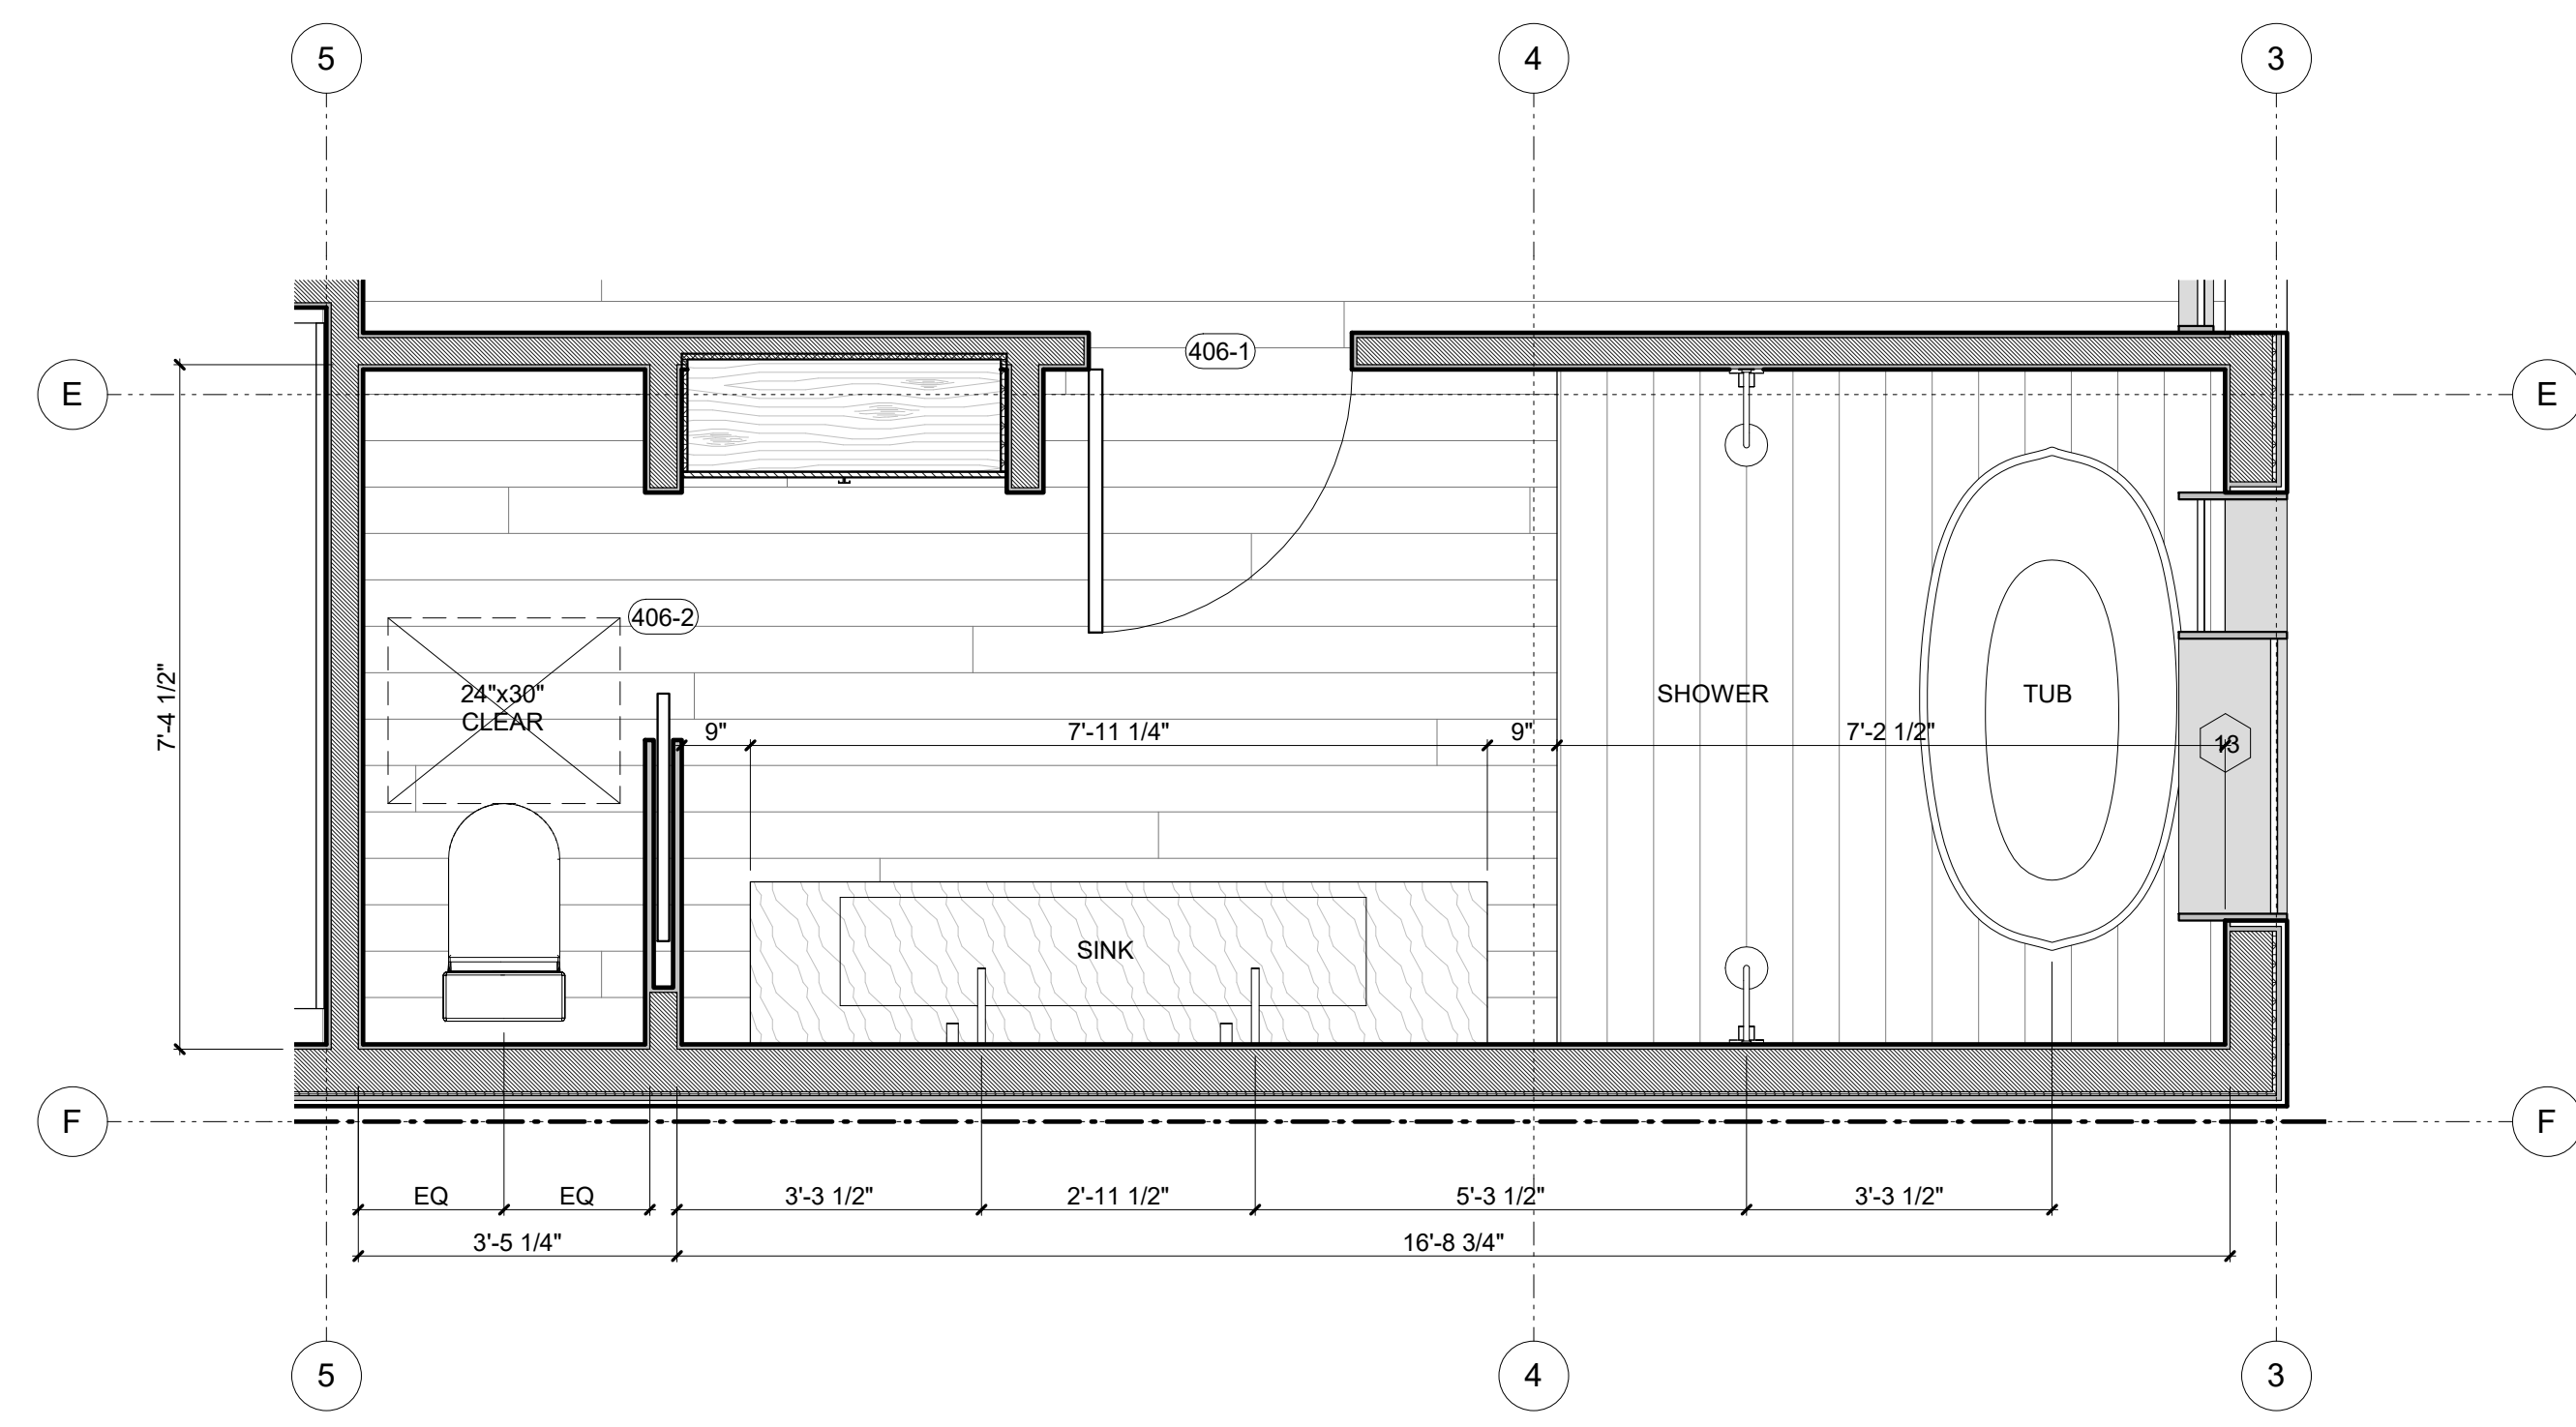 5
4
3
406-1
E
E
406-2
7'-4 1/2"
24"x30"
CLEAR
SHOWER
TUB
9"
7'-11 1/4"
9"
7'-2 1/2"
13
SINK
F
F
EQ
EQ
3'-3 1/2"
2'-11 1/2"
5'-3 1/2"
3'-3 1/2"
3'-5 1/4"
16'-8 3/4"
5
4
3